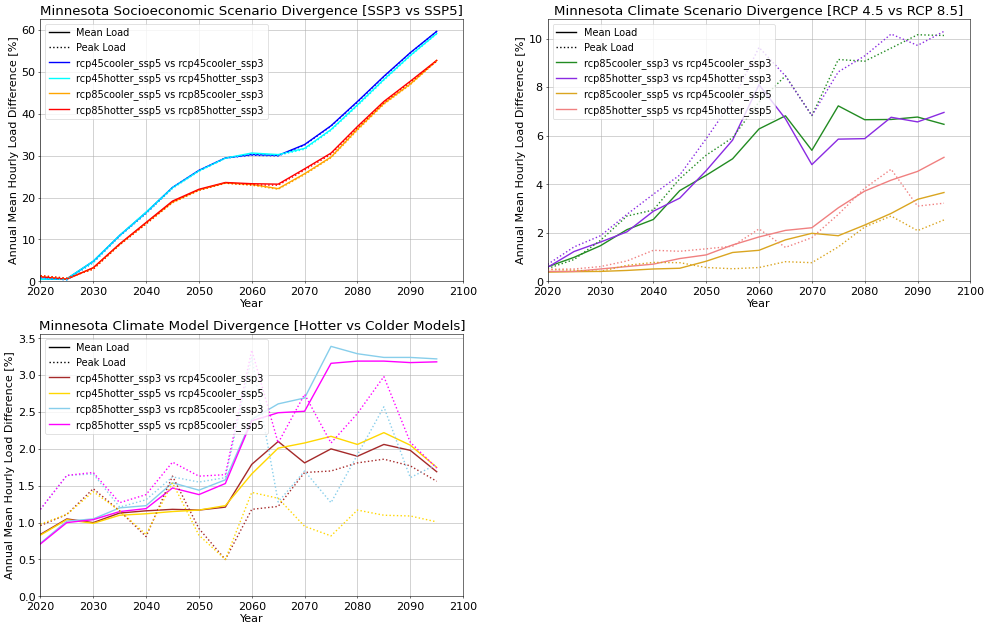 Minnesota Socioeconomic Scenario Divergence [SSP3 vs SSP5]
Annual Mean Hourly Load Difference [%]
60
50
40
30
20
10
0
Mean Load
Peak Load
rcp45cooler_ssp5 vs rcp45cooler_ssp3
rcp45hotter_ssp5 vs rcp45hotter_ssp3
rcp85cooler_ssp5 vs rcp85cooler_ssp3
rcp85hotter_ssp5 vs rcp85hotter_ssp3
2020 2030 2040 2050 2060 2070 2080 2090 2100
Year
Minnesota Climate Scenario Divergence [RCP 4.5 vs RCP 8.5]
Annual Mean Hourly Load Difference [%]
10
8
6
4
2
0
Mean Load
Peak Load
rcp85cooler_ssp3 vs rcp45cooler_ssp3
rcp85hotter_ssp3 vs rcp45hotter_ssp3
rcp85cooler_ssp5 vs rcp45cooler_ssp5
rcp85hotter_ssp5 vs rcp45hotter_ssp5
2020 2030 2040 2050 2060 2070 2080 2090 2100
Year
Minnesota Climate Model Divergence [Hotter vs Colder Models]
Annual Mean Hourly Load Difference [%]
3.5
3.0
2.5
2.0
1.5
1.0
0.5
0.0
Mean Load
Peak Load
rcp45hotter_ssp3 vs rcp45cooler_ssp3
rcp45hotter_ssp5 vs rcp45cooler_ssp5
rcp85hotter_ssp3 vs rcp85cooler_ssp3
rcp85hotter_ssp5 vs rcp85cooler_ssp5
2020 2030 2040 2050 2060 2070 2080 2090 2100
Year